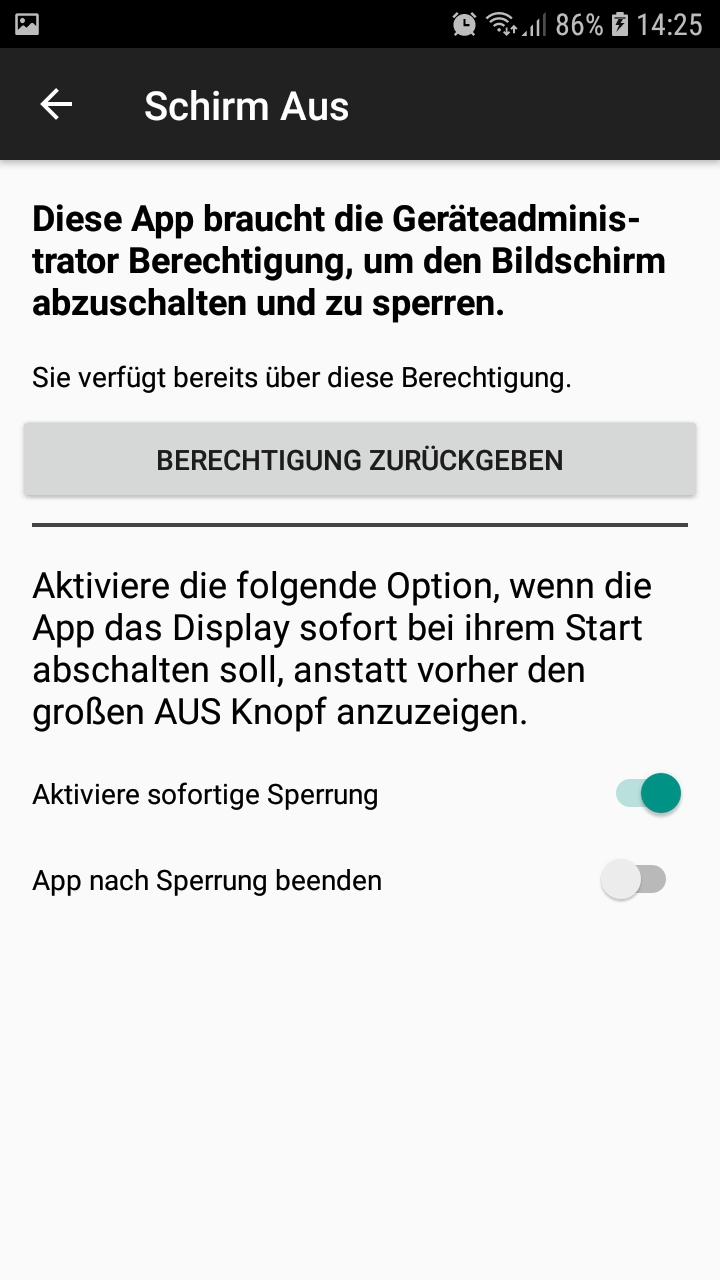 86% 14:25
Schirm Aus
Diese App braucht die Geräteadminis-
trator Berechtigung, um den Bildschirm
abzuschalten und zu sperren.
Sie verfügt bereits über diese Berechtigung.
BERECHTIGUNG ZURÜCKGEBEN
Aktiviere die folgende Option, wenn die
App das Display sofort bei ihrem Start
abschalten soll, anstatt vorher den
großen AUS Knopf anzuzeigen.
Aktiviere sofortige Sperrung
App nach Sperrung beenden